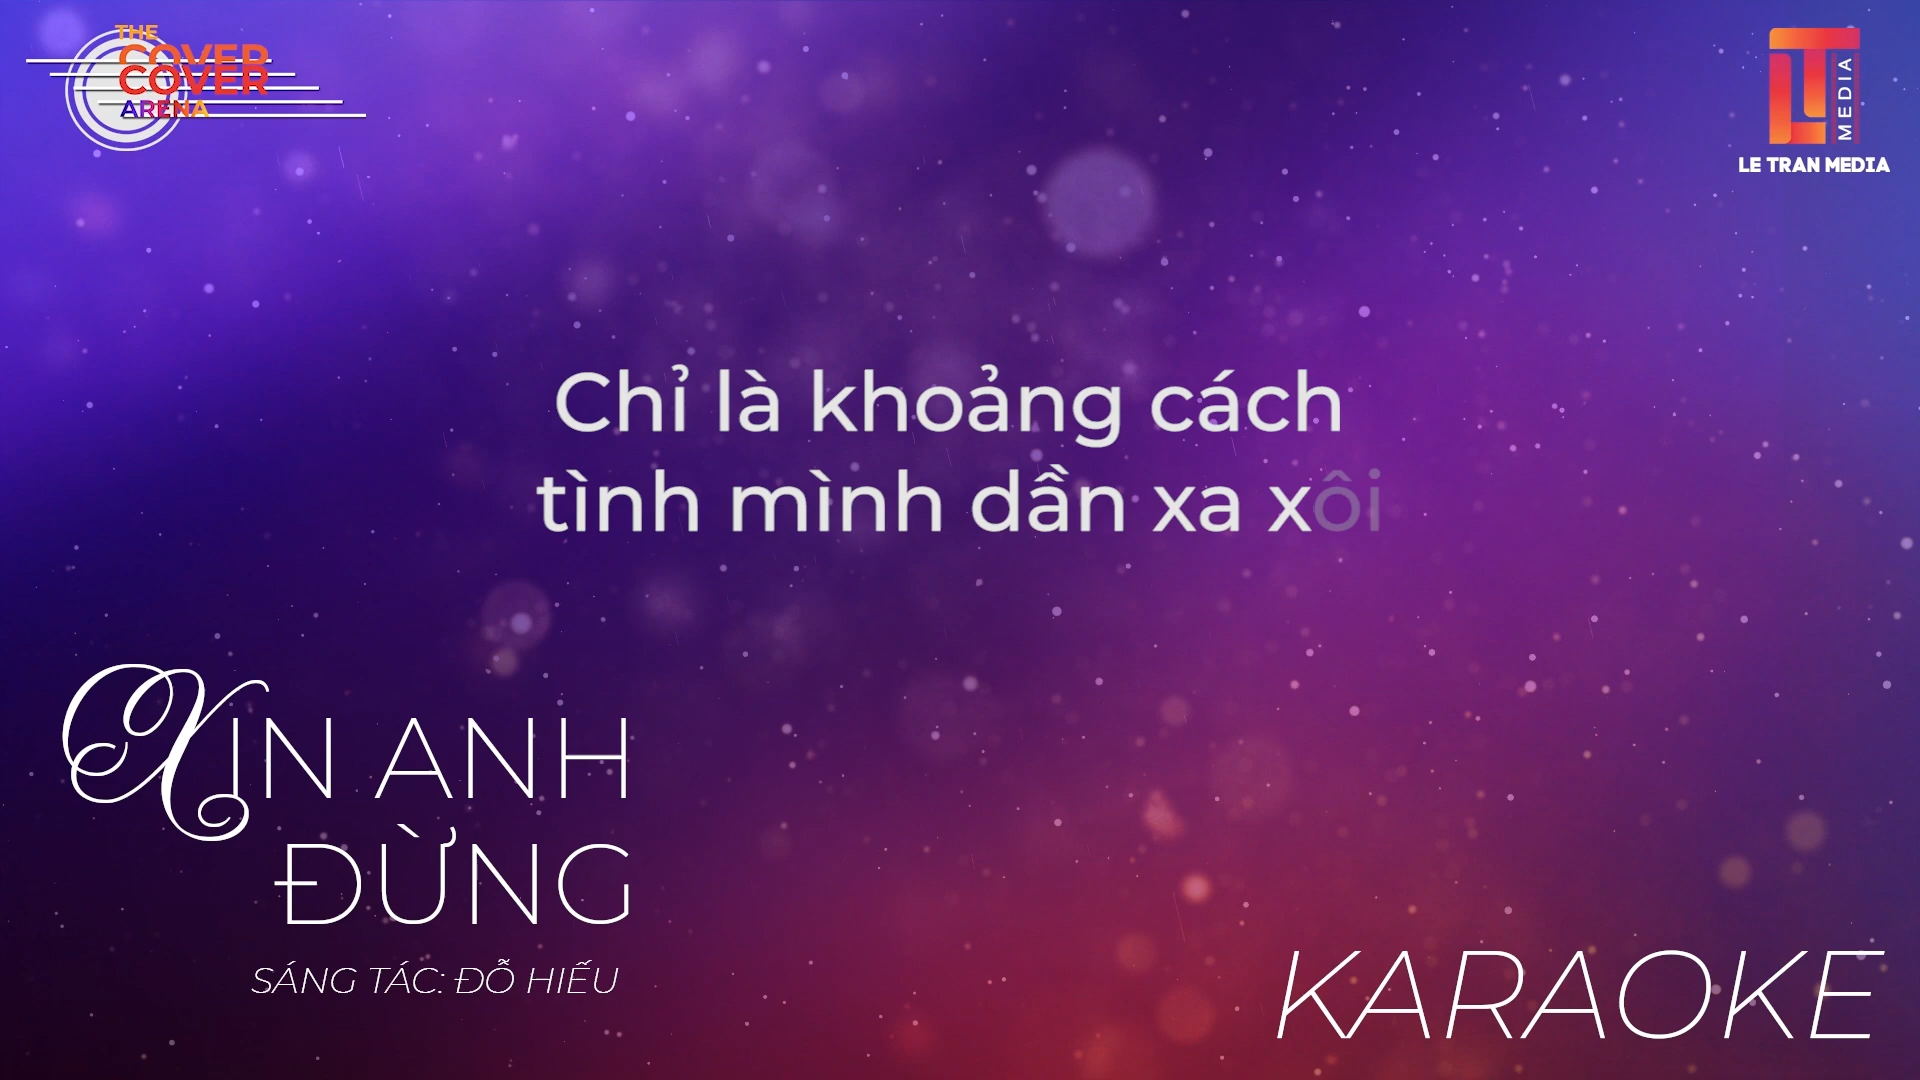 THE
COVER
COVER
ARENA
MEDIA
LE TRAN MEDIA
Chỉ là khoảng cách
tình mình dần xa xôi
XIN ANH
ĐỪNG
SÁNG TÁC: ĐỖ HIẾU
KARAOKE